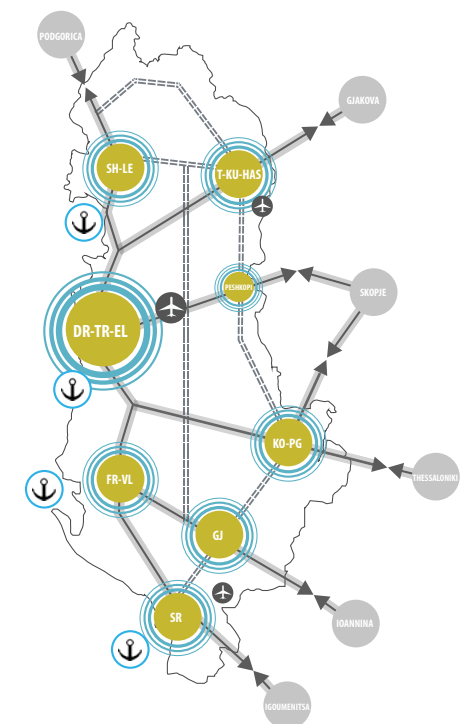 PODGORICA
GJAKOVA
SH-LE
T-KU-HAS
PESHKOPI
SKOPJE
DR-TR-EL
KO-PG
THESSALONIKI
FR-VL
GJ
SR
IOANNINA
IGOUMENITSA